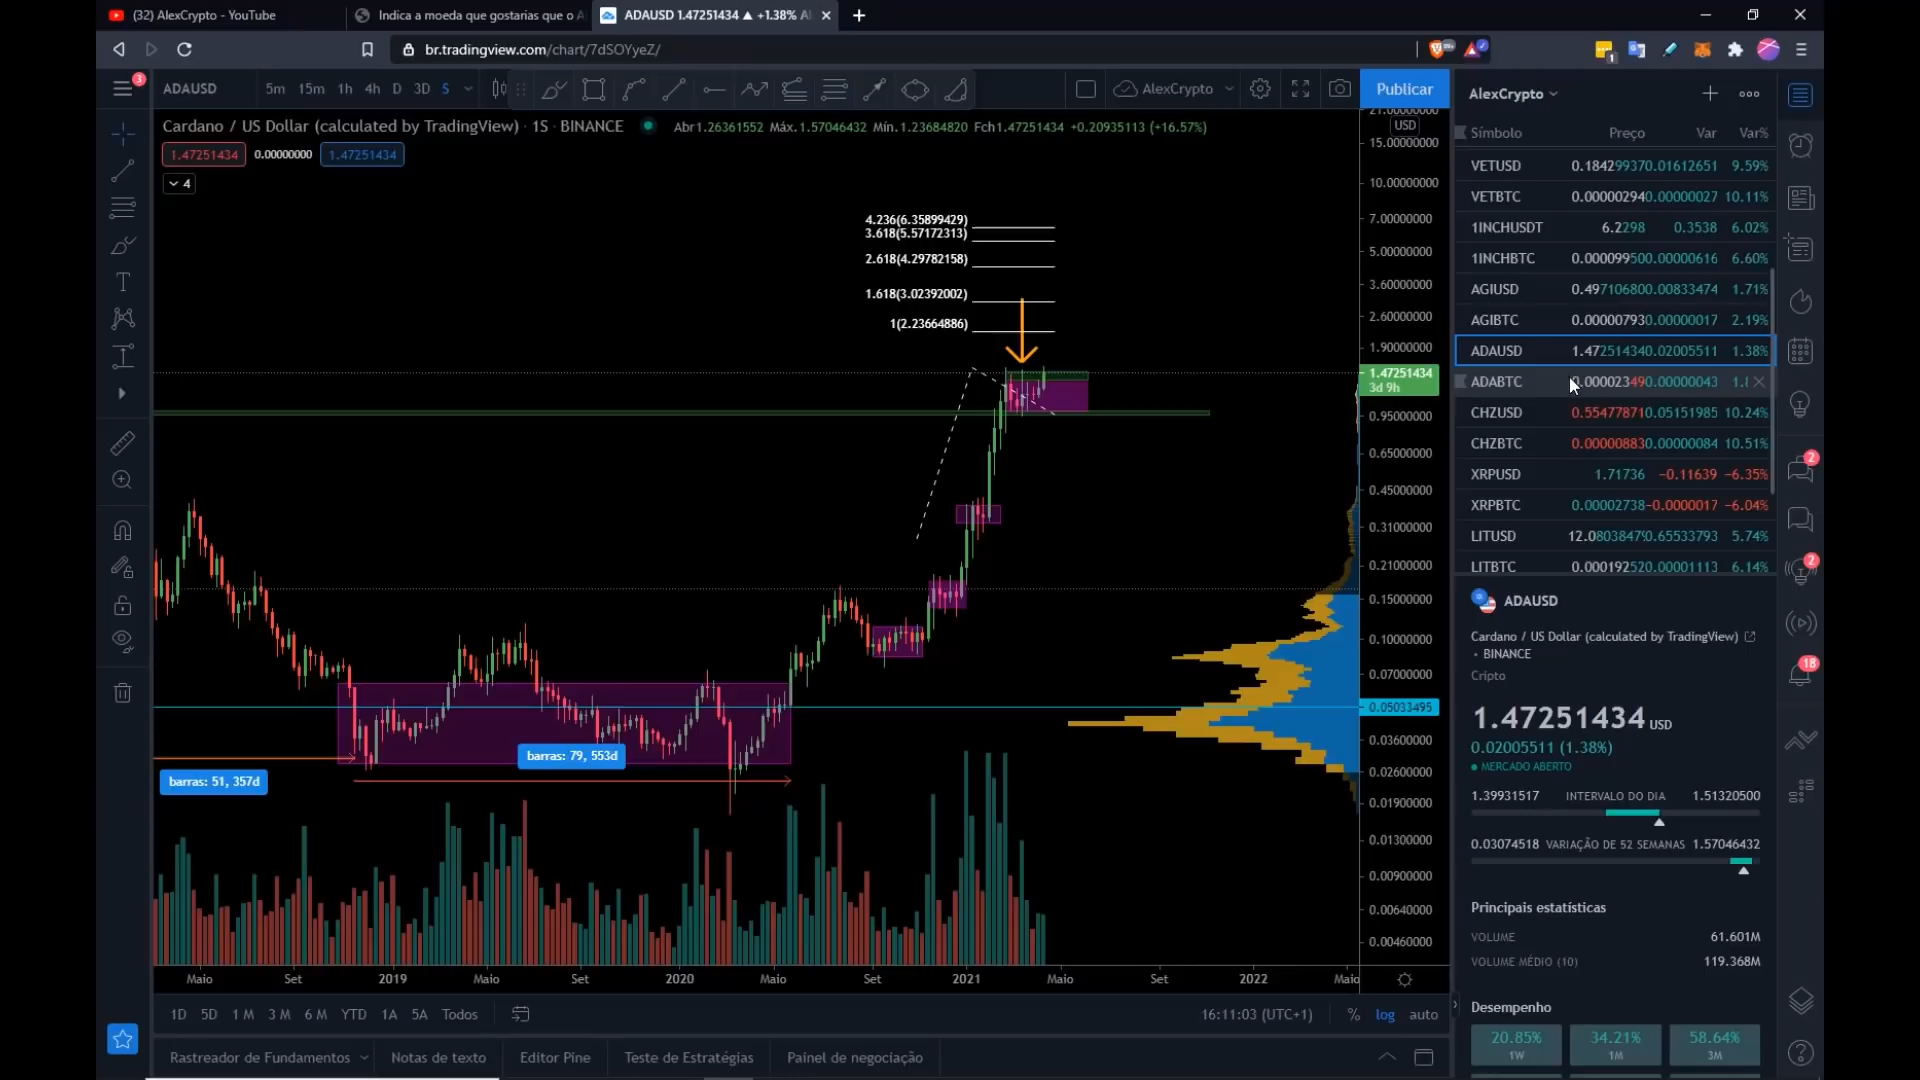 (32) AlexCrypto - YouTube
Indica a moeda que gostarias que o A
ADAUSD 1.47251434 ▲ +1.38% Al
br.tradingview.com/chart/7dSOYyeZ/
1
3
ADAUSD
5m 15m 1h 4h D 3D S
AlexCrypto
Publicar
Cardano / US Dollar (calculated by TradingView) · 1S · BINANCE
Abr1.26361552 Máx.1.57046432 Mín.1.23684820 Fch1.47251434 +0.20935113 (+16.57%)
1.47251434 0.00000000 1.47251434
4
4.236(6.35899429)
3.618(5.57172313)
2.618(4.29782158)
1.618(3.02392002)
1(2.23664886)
barras: 79, 553d
barras: 51, 357d
21.00000000
USD
15.00000000
10.00000000
7.00000000
5.00000000
3.60000000
2.60000000
1.90000000
1.47251434
3d 9h
0.95000000
0.65000000
0.45000000
0.31000000
0.21000000
0.15000000
0.10000000
0.07000000
0.05033495
0.03600000
0.02600000
0.01900000
0.01300000
0.00900000
0.00640000
0.00460000
Maio Set 2019 Maio Set 2020 Maio Set 2021 Maio Set 2022 Maio
1D 5D 1 M 3 M 6 M YTD 1A 5A Todos
16:11:03 (UTC+1) % log auto
Rastreador de Fundamentos Notas de texto Editor Pine Teste de Estratégias Painel de negociação
AlexCrypto
Símbolo Preço Var Var%
VETUSD 0.18429937 0.01612651 9.59%
VETBTC 0.00000294 0.00000027 10.11%
1INCHUSDT 6.2298 0.3538 6.02%
1INCHBTC 0.00009950 0.00000616 6.60%
AGIUSD 0.49710680 0.00833474 1.71%
AGIBTC 0.00000793 0.00000017 2.19%
ADAUSD 1.47251434 0.02005511 1.38%
ADABTC 0.00002349 0.00000043 1.8
CHZUSD 0.55477871 0.05151985 10.24%
CHZBTC 0.00000883 0.00000084 10.51%
XRPUSD 1.71736 −0.11639 −6.35%
XRPBTC 0.00002738 −0.0000017 −6.04%
LITUSD 12.0803847 0.65533793 5.74%
LITBTC 0.00019252 0.00001113 6.14%
ADAUSD
Cardano / US Dollar (calculated by TradingView)
• BINANCE
Cripto
1.47251434 USD
0.02005511 (1.38%)
MERCADO ABERTO
1.39931517 INTERVALO DO DIA 1.51320500
0.03074518 VARIAÇÃO DE 52 SEMANAS 1.57046432
Principais estatísticas
VOLUME 61.601M
VOLUME MÉDIO (10) 119.368M
Desempenho
20.85% 34.21% 58.64%
1W 1M 3M
2
2
18